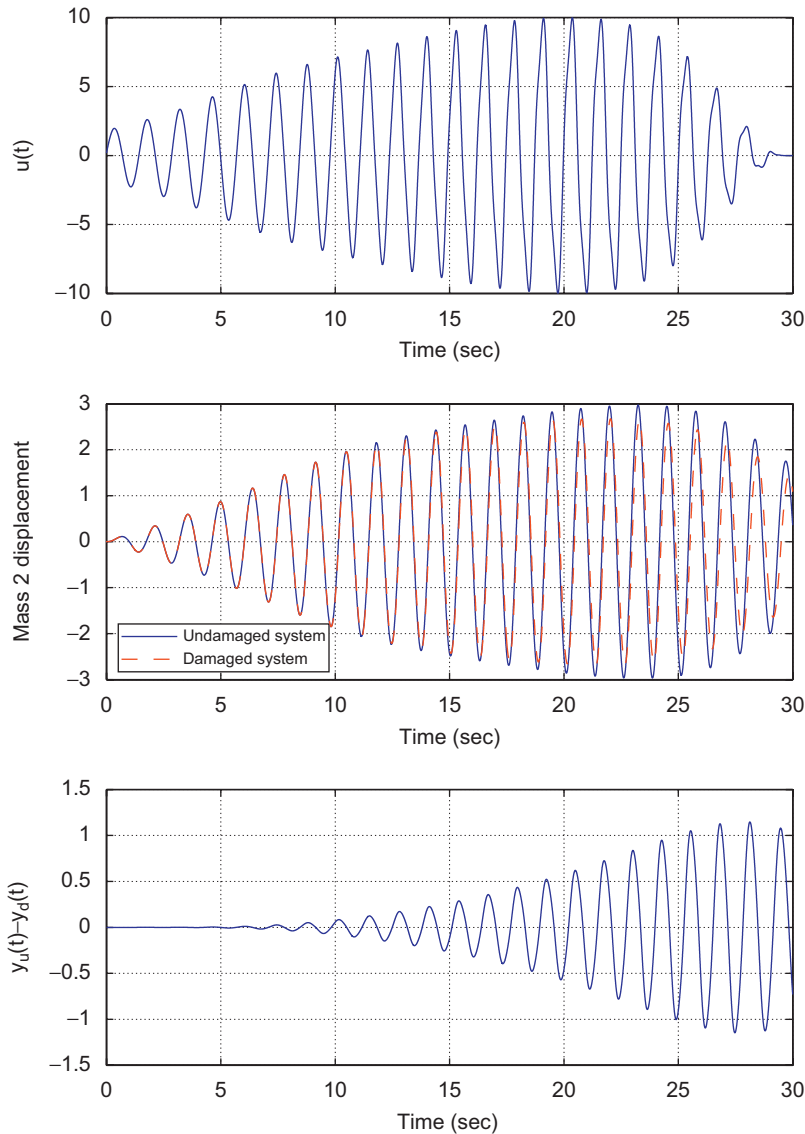 10
5
0
−5
−10
u(t)
0 5 10 15 20 25 30
Time (sec)
3
2
1
0
−1
−2
−3
Mass 2 displacement
Undamaged system
Damaged system
0 5 10 15 20 25 30
Time (sec)
1.5
1
0.5
0
−0.5
−1
−1.5
y_u(t)−y_d(t)
0 5 10 15 20 25 30
Time (sec)